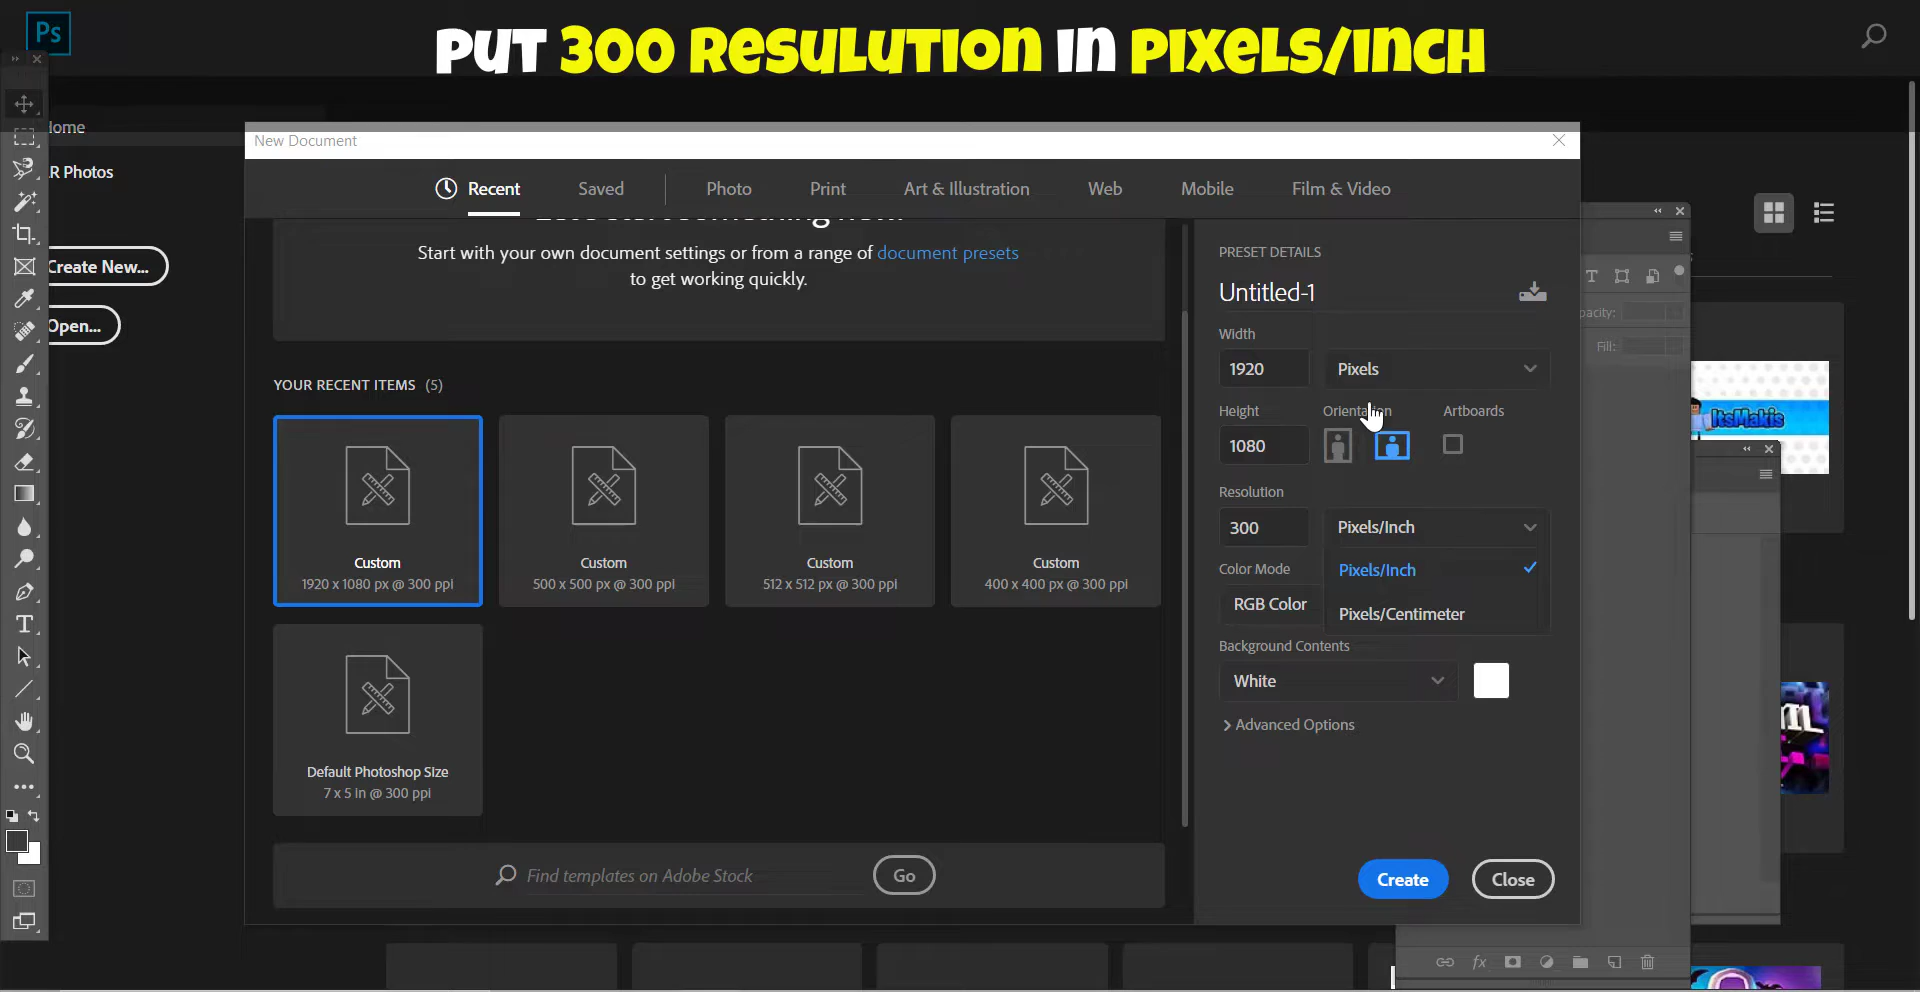 Ps
PUT 300 RESULUTION IN PIXELS/INCH
Home
LR Photos
Create New...
Open...
New Document
Recent
Saved
Photo
Print
Art & Illustration
Web
Mobile
Film & Video
Start with your own document settings or from a range of document presets
to get working quickly.
YOUR RECENT ITEMS (5)
Custom
1920 x 1080 px @ 300 ppi
Custom
500 x 500 px @ 300 ppi
Custom
512 x 512 px @ 300 ppi
Custom
400 x 400 px @ 300 ppi
Default Photoshop Size
7 x 5 in @ 300 ppi
Find templates on Adobe Stock
Go
PRESET DETAILS
Untitled-1
Width
1920
Pixels
Height
Orientation
Artboards
1080
Resolution
300
Pixels/Inch
Pixels/Inch
Pixels/Centimeter
Color Mode
RGB Color
Background Contents
White
Advanced Options
Create
Close
pacity:
Fill:
ItsMakis
fx